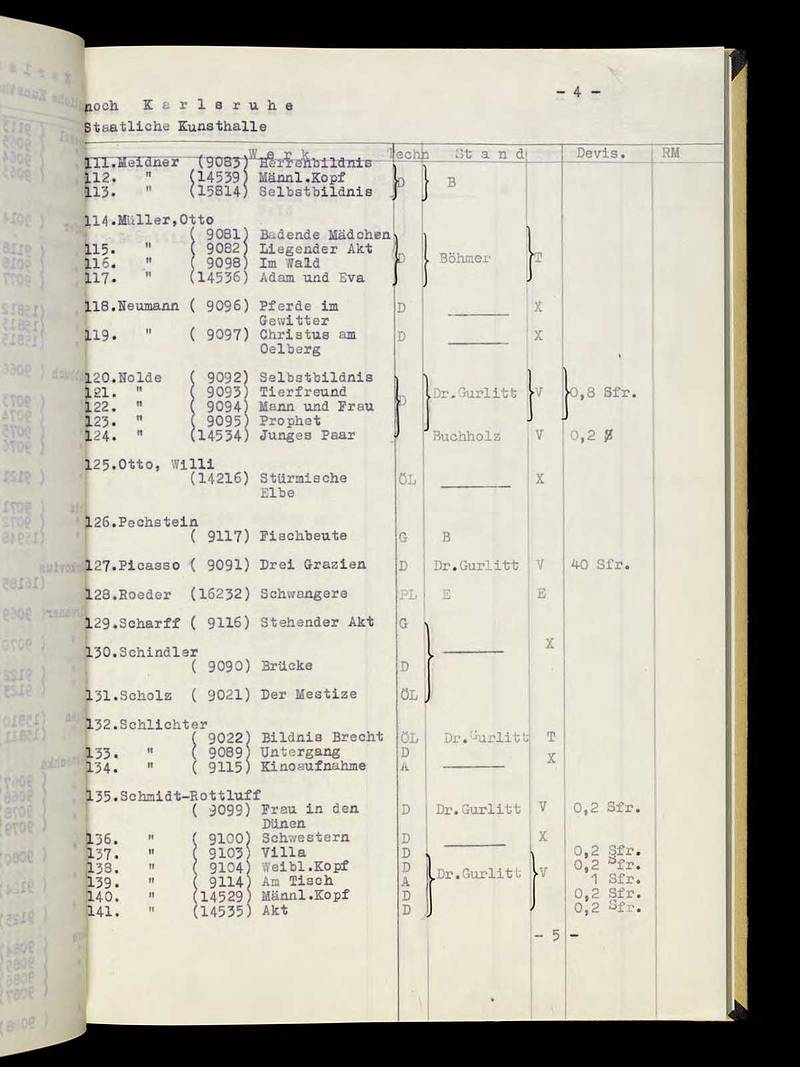 - 4 -
noch K a r l s r u h e
Staatliche Kunsthalle
W e r k Techn S t a n d Devis. RM
111.Meidner (9083) Herrenbildnis
112. " (14539) Männl.Kopf D B
113. " (15814) Selbstbildnis
114.Müller,Otto
( 9081) Badende Mädchen
115. " ( 9082) Liegender Akt D Böhmer T
116. " ( 9098) Im Wald
117. " (14536) Adam und Eva
118.Neumann ( 9096) Pferde im D ——— X
Gewitter
119. " ( 9097) Christus am D ——— X
Oelberg
120.Nolde ( 9092) Selbstbildnis
121. " ( 9093) Tierfreund D Dr.Gurlitt V 0,8 Sfr.
122. " ( 9094) Mann und Frau
123. " ( 9095) Prophet
124. " (14534) Junges Paar Buchholz V 0,2 $
125.Otto, Willi
(14216) Stürmische ÖL ——— X
Elbe
126.Pechstein
( 9117) Fischbeute G B
127.Picasso ( 9091) Drei Grazien D Dr.Gurlitt V 40 Sfr.
128.Roeder (16232) Schwangere PL E E
129.Scharff ( 9116) Stehender Akt G
——— X
130.Schindler
( 9090) Brücke D
131.Scholz ( 9021) Der Mestize ÖL
132.Schlichter
( 9022) Bildnis Brecht ÖL Dr.Gurlitt T
133. " ( 9089) Untergang D
134. " ( 9115) Kinoaufnahme A ——— X
135.Schmidt-Rottluff
( 9099) Frau in den D Dr.Gurlitt V 0,2 Sfr.
Dünen
136. " ( 9100) Schwestern D ——— X
137. " ( 9103) Villa D 0,2 Sfr.
138. " ( 9104) Weibl.Kopf D Dr.Gurlitt V 0,2 Sfr.
139. " ( 9114) Am Tisch A 1 Sfr.
140. " (14529) Männl.Kopf D 0,2 Sfr.
141. " (14535) Akt D 0,2 Sfr.
- 5 -